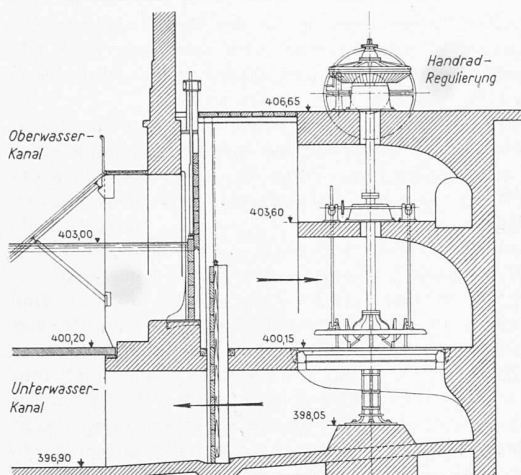 Handrad-
Regulierung
406,65
Oberwasser-
Kanal
403,60
403,00
400,20
400,15
Unterwasser-
Kanal
398,05
396,90